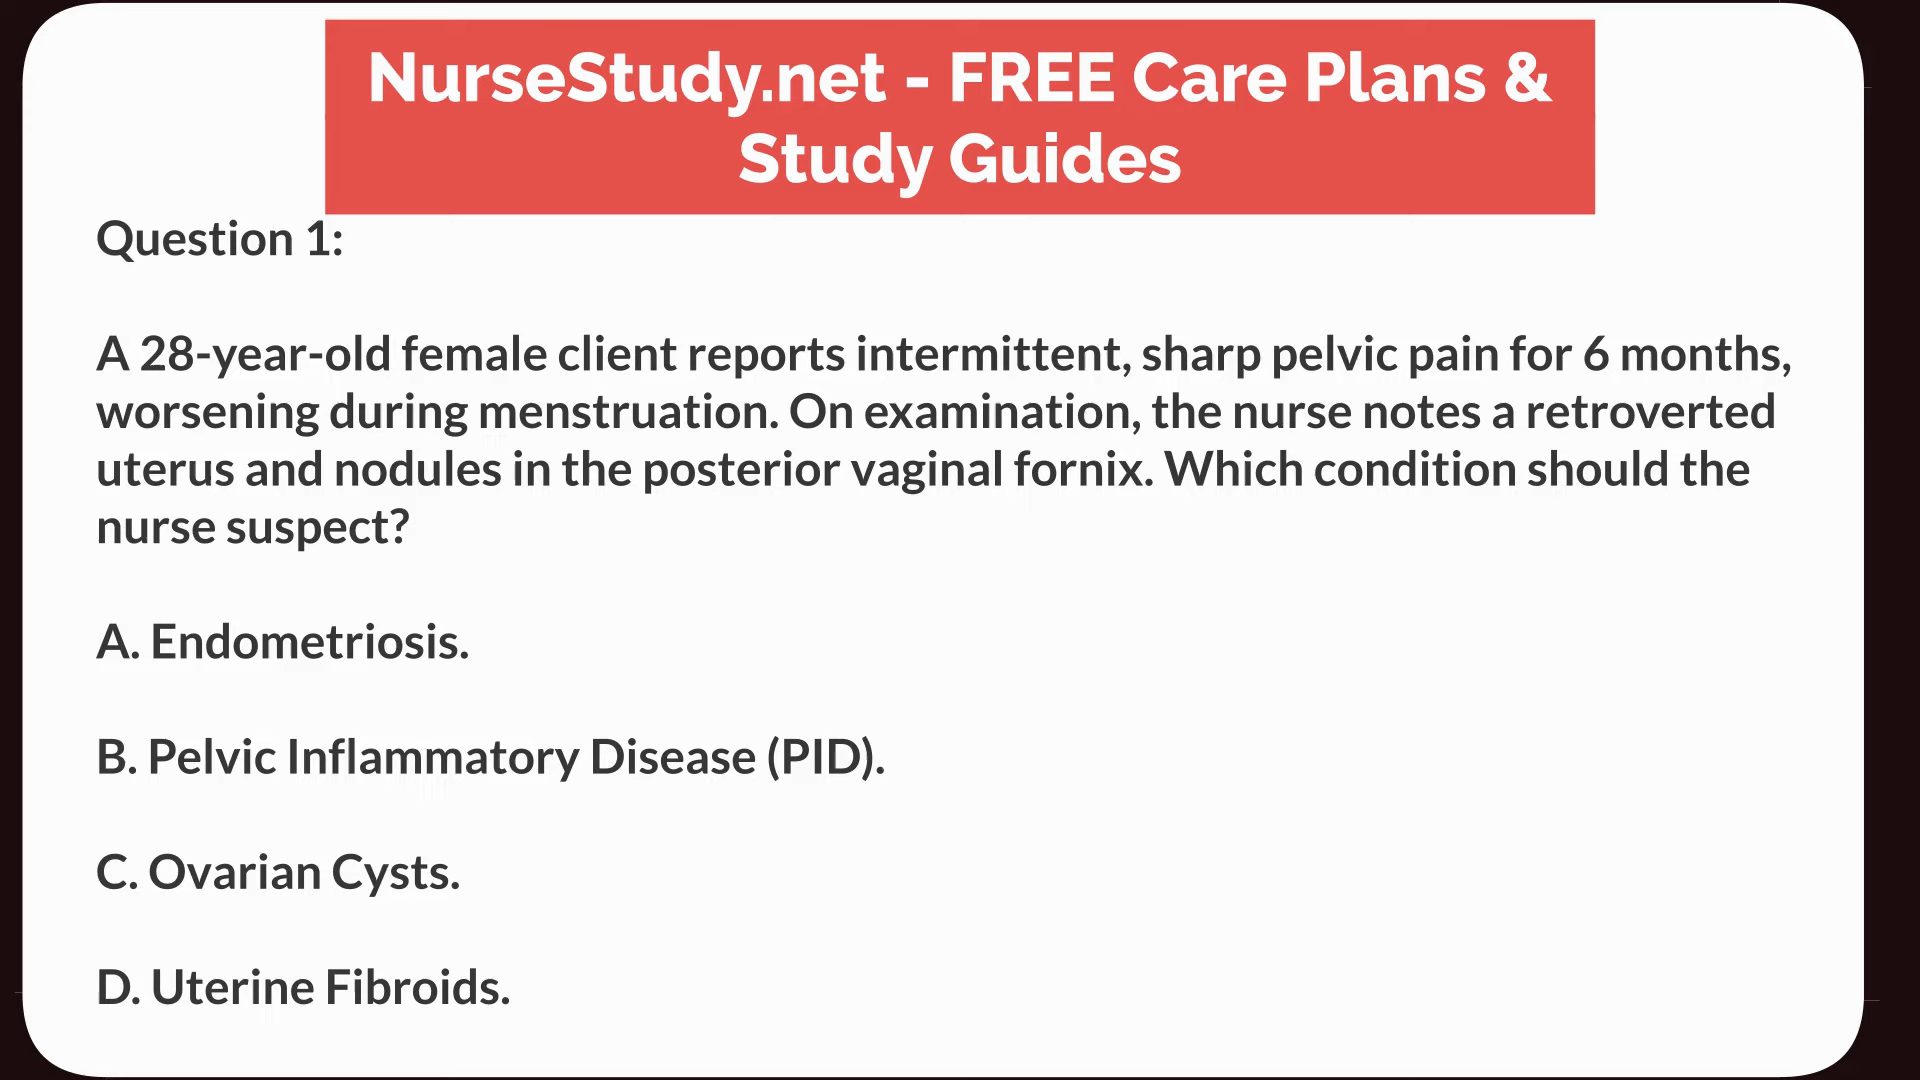 NurseStudy.net - FREE Care Plans &
Study Guides
Question 1:
A 28-year-old female client reports intermittent, sharp pelvic pain for 6 months,
worsening during menstruation. On examination, the nurse notes a retroverted
uterus and nodules in the posterior vaginal fornix. Which condition should the
nurse suspect?
A. Endometriosis.
B. Pelvic Inflammatory Disease (PID).
C. Ovarian Cysts.
D. Uterine Fibroids.